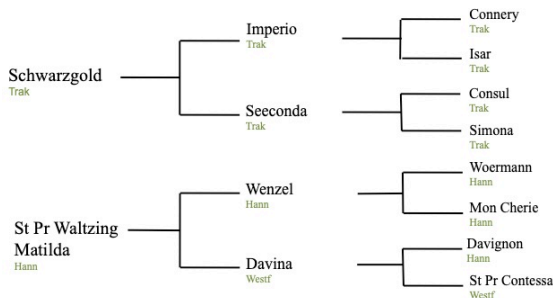 Schwarzgold
Trak
Imperio
Trak
Connery
Trak
Isar
Trak
Seeconda
Trak
Consul
Trak
Simona
Trak
St Pr Waltzing
Matilda
Hann
Wenzel
Hann
Woermann
Hann
Mon Cherie
Hann
Davina
Westf
Davignon
Hann
St Pr Contessa
Westf